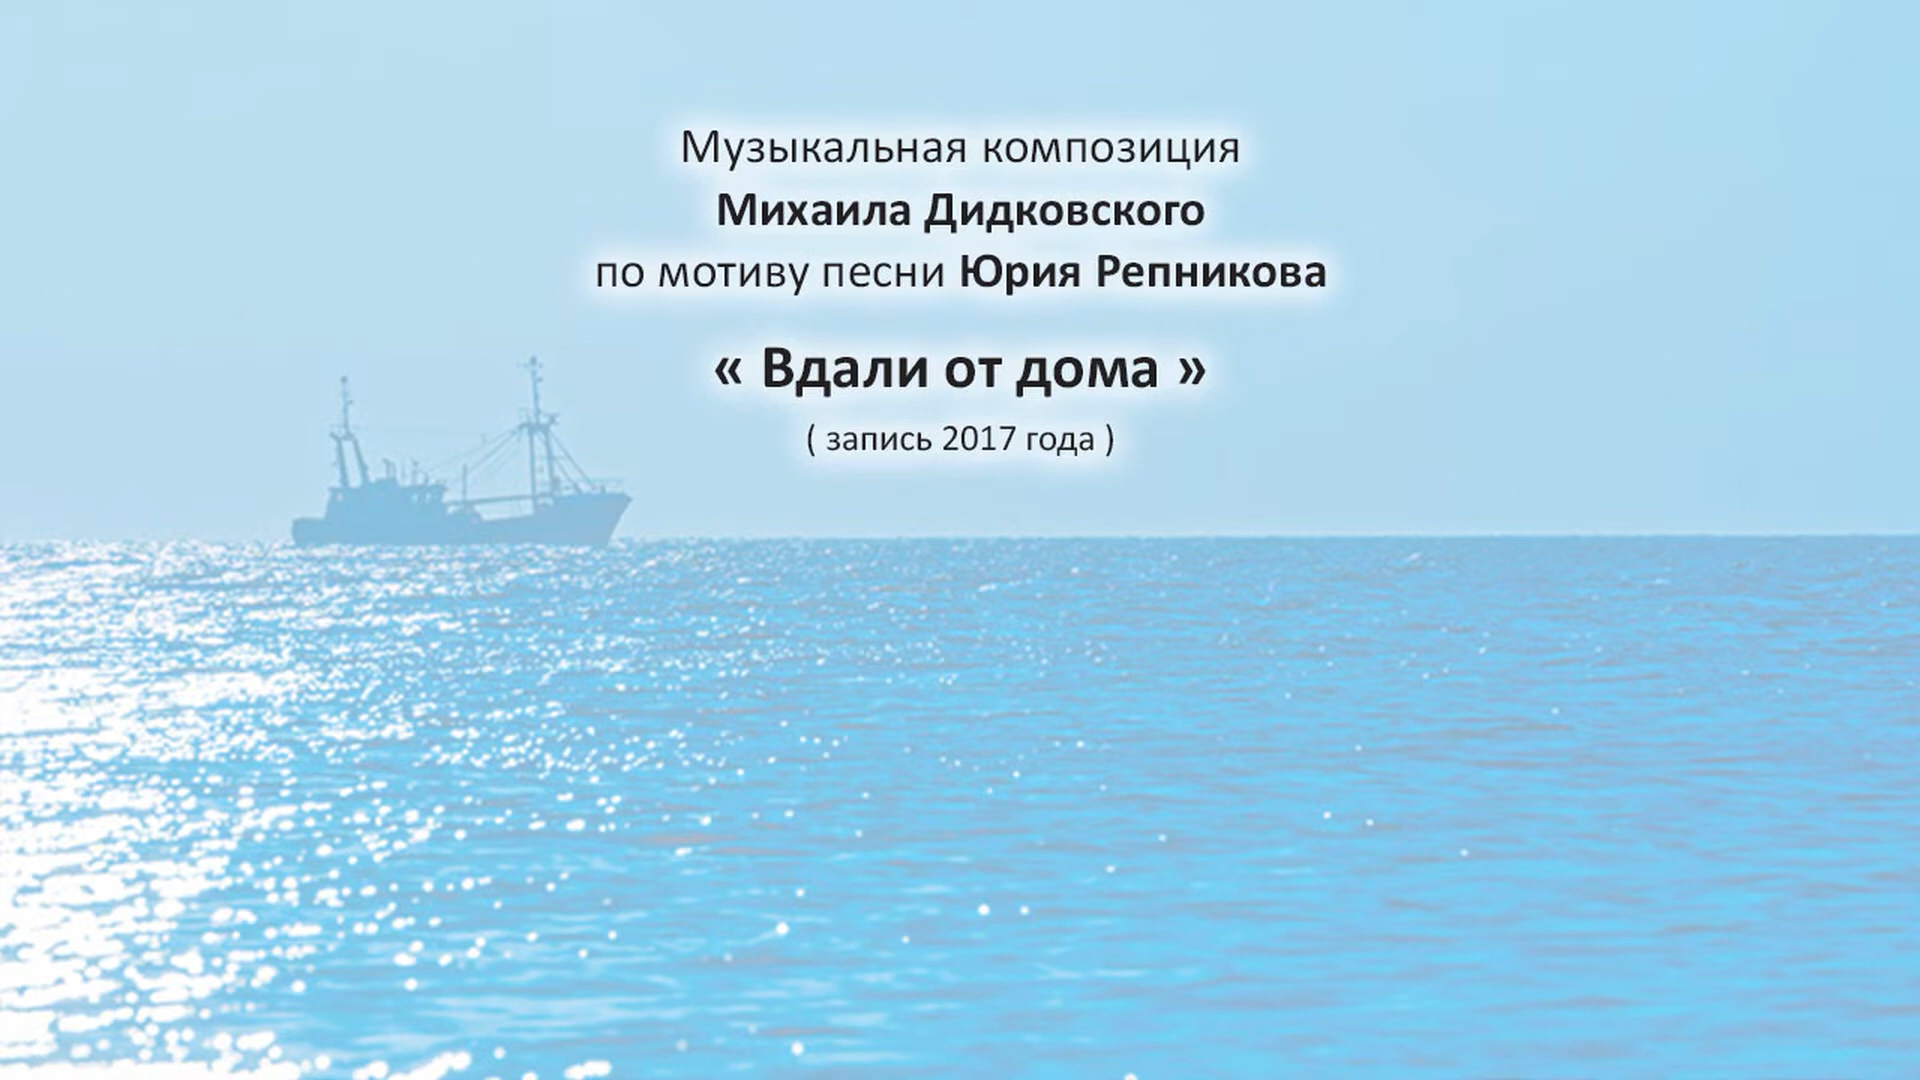 Музыкальная композиция
Михаила Дидковского
по мотиву песни Юрия Репникова
« Вдали от дома »
( запись 2017 года )